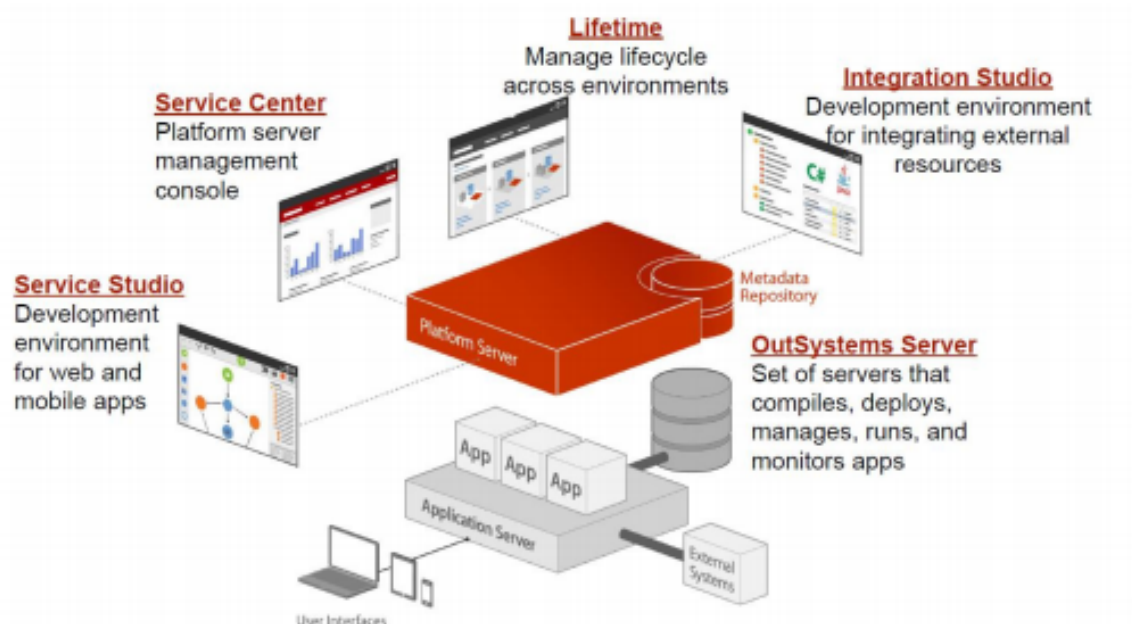 Lifetime
Manage lifecycle
across environments
Integration Studio
Development environment
for integrating external
resources
Service Center
Platform server
management
console
C#
Service Studio
Development
environment
for web and
mobile apps
Metadata
Repository
Platform Server
OutSystems Server
Set of servers that
compiles, deploys,
manages, runs, and
monitors apps
App
App
App
Application Server
External
Systems
User Interfaces